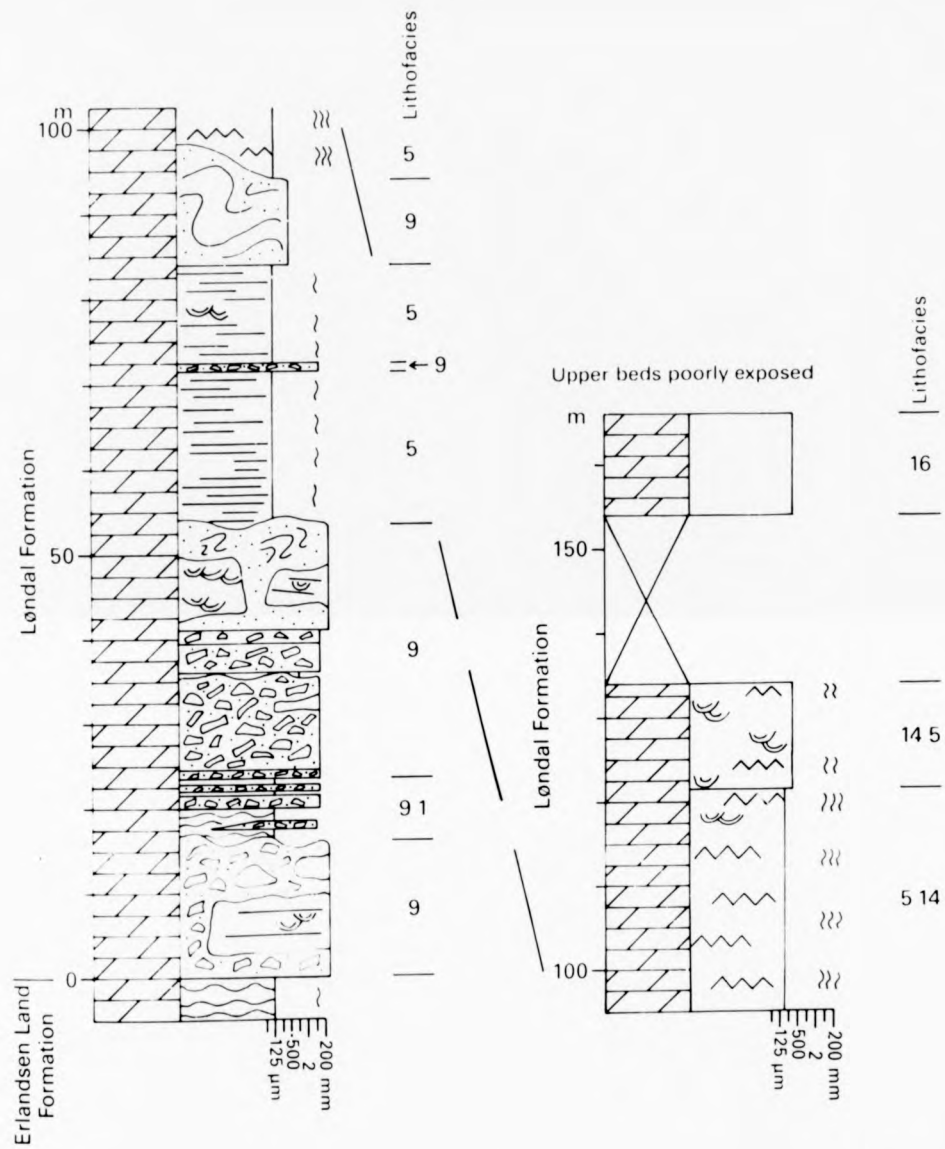 Lithofacies
m
100
5
9
5
9
5
50
9
9 1
9
0
Løndal Formation
Erlandsen Land
Formation
125 µm
500
2
200 mm
Upper beds poorly exposed
Lithofacies
m
16
150
14 5
5 14
100
Løndal Formation
125 µm
500
2
200 mm